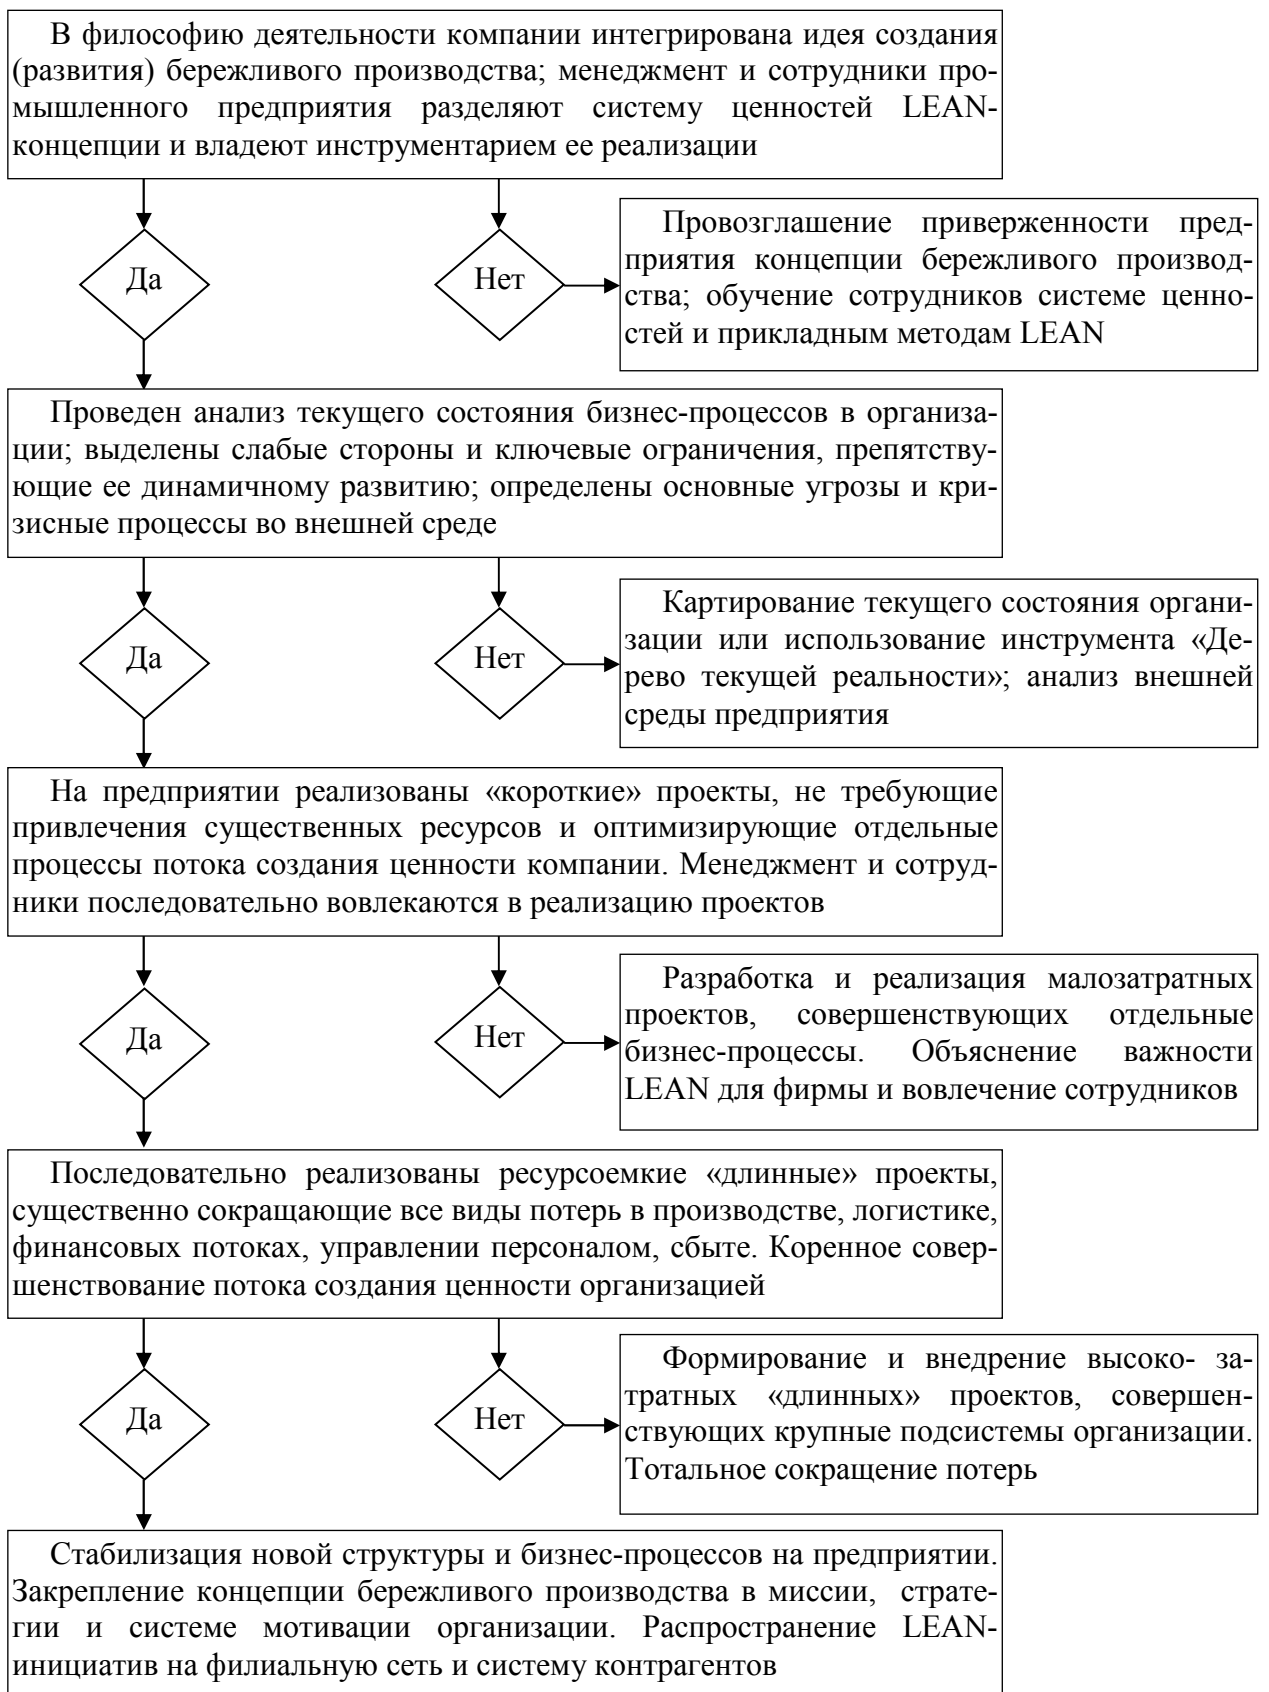 В философию деятельности компании интегрирована идея создания
(развития) бережливого производства; менеджмент и сотрудники про-
мышленного предприятия разделяют систему ценностей LEAN-
концепции и владеют инструментарием ее реализации
Да
Нет
Провозглашение приверженности пред-
приятия концепции бережливого производ-
ства; обучение сотрудников системе ценно-
стей и прикладным методам LEAN
Проведен анализ текущего состояния бизнес-процессов в организа-
ции; выделены слабые стороны и ключевые ограничения, препятству-
ющие ее динамичному развитию; определены основные угрозы и кри-
зисные процессы во внешней среде
Да
Нет
Картирование текущего состояния органи-
зации или использование инструмента «Де-
рево текущей реальности»; анализ внешней
среды предприятия
На предприятии реализованы «короткие» проекты, не требующие
привлечения существенных ресурсов и оптимизирующие отдельные
процессы потока создания ценности компании. Менеджмент и сотруд-
ники последовательно вовлекаются в реализацию проектов
Да
Нет
Разработка и реализация малозатратных
проектов, совершенствующих отдельные
бизнес-процессы. Объяснение важности
LEAN для фирмы и вовлечение сотрудников
Последовательно реализованы ресурсоемкие «длинные» проекты,
существенно сокращающие все виды потерь в производстве, логистике,
финансовых потоках, управлении персоналом, сбыте. Коренное совер-
шенствование потока создания ценности организацией
Да
Нет
Формирование и внедрение высоко- за-
тратных «длинных» проектов, совершен-
ствующих крупные подсистемы организации.
Тотальное сокращение потерь
Стабилизация новой структуры и бизнес-процессов на предприятии.
Закрепление концепции бережливого производства в миссии, страте-
гии и системе мотивации организации. Распространение LEAN-
инициатив на филиальную сеть и систему контрагентов